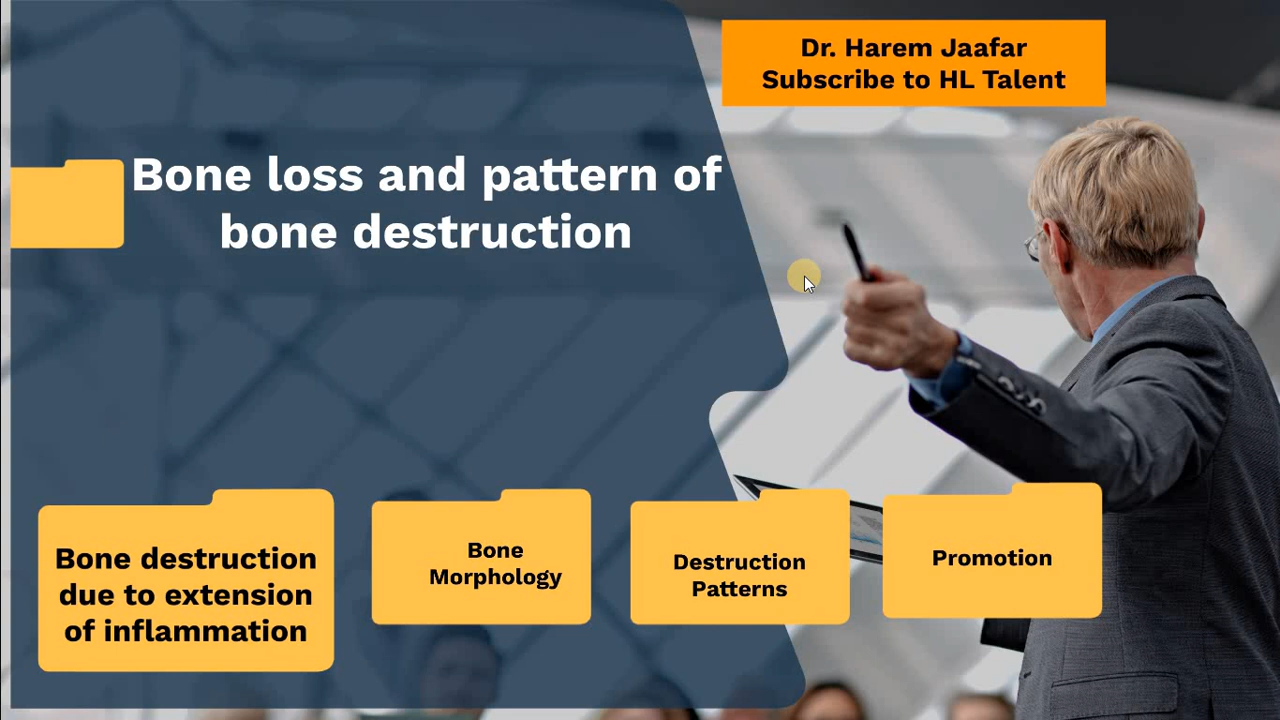 Dr. Harem Jaafar
Subscribe to HL Talent
Bone loss and pattern of
bone destruction
Bone destruction
due to extension
of inflammation
Bone
Morphology
Destruction
Patterns
Promotion